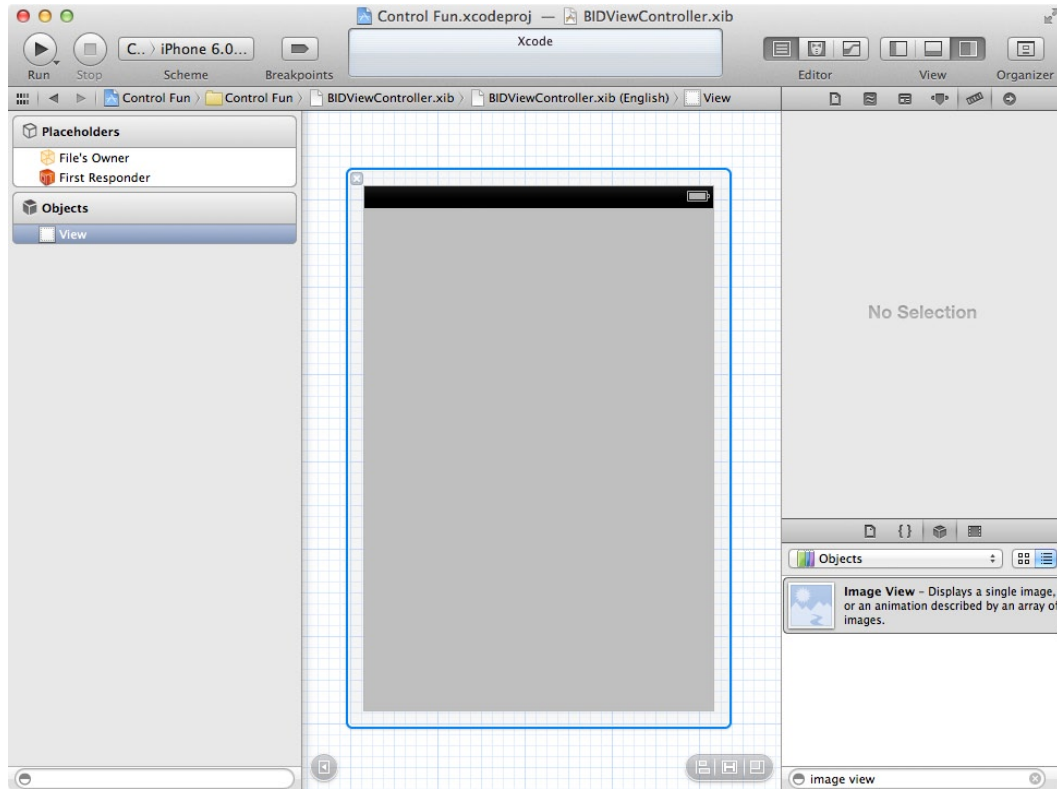 Control Fun.xcodeproj — BIDViewController.xib
C.. › iPhone 6.0...
Xcode
Run Stop Scheme Breakpoints Editor View Organizer
Control Fun › Control Fun › BIDViewController.xib › BIDViewController.xib (English) › View
Placeholders
File's Owner
First Responder
Objects
View
No Selection
{ }
Objects
Image View – Displays a single image,
or an animation described by an array of
images.
image view